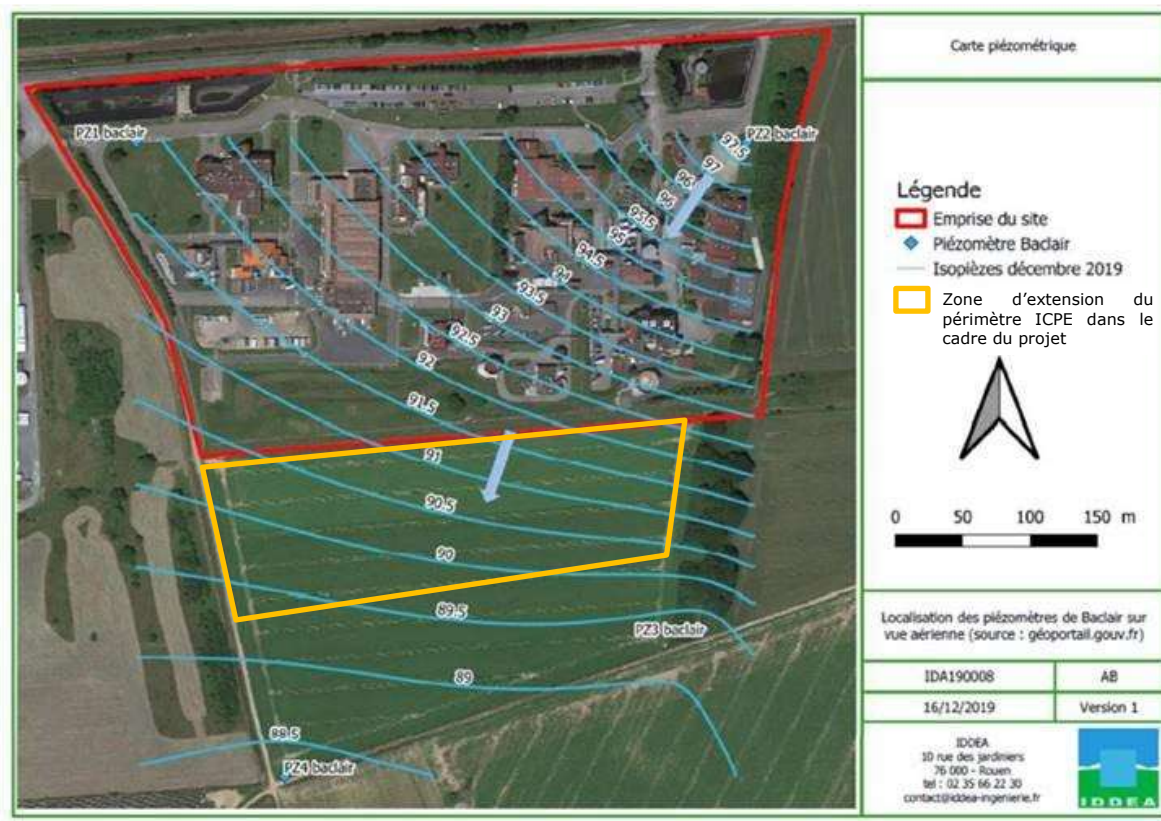 Carte piézométrique
PZ1 baclair
PZ2 baclair
97.5
97
96
96
95.5
95
94.5
94
93.5
93
92.5
92
91.5
91
90.5
90
89.5
PZ3 baclair
89
88.5
PZ4 baclair
Légende
Emprise du site
Piézomètre Baclair
Isopièzes décembre 2019
Zone d'extension du
périmètre ICPE dans le
cadre du projet
0 50 100 150 m
Localisation des piézomètres de Baclair sur
vue aérienne (source : géoportail.gouv.fr)
IDA190008
AB
16/12/2019
Version 1
IDDEA
10 rue des jardiniers
76 000 - Rouen
tel : 02 35 66 22 30
contact@iddea-ingenierie.fr
IDDEA